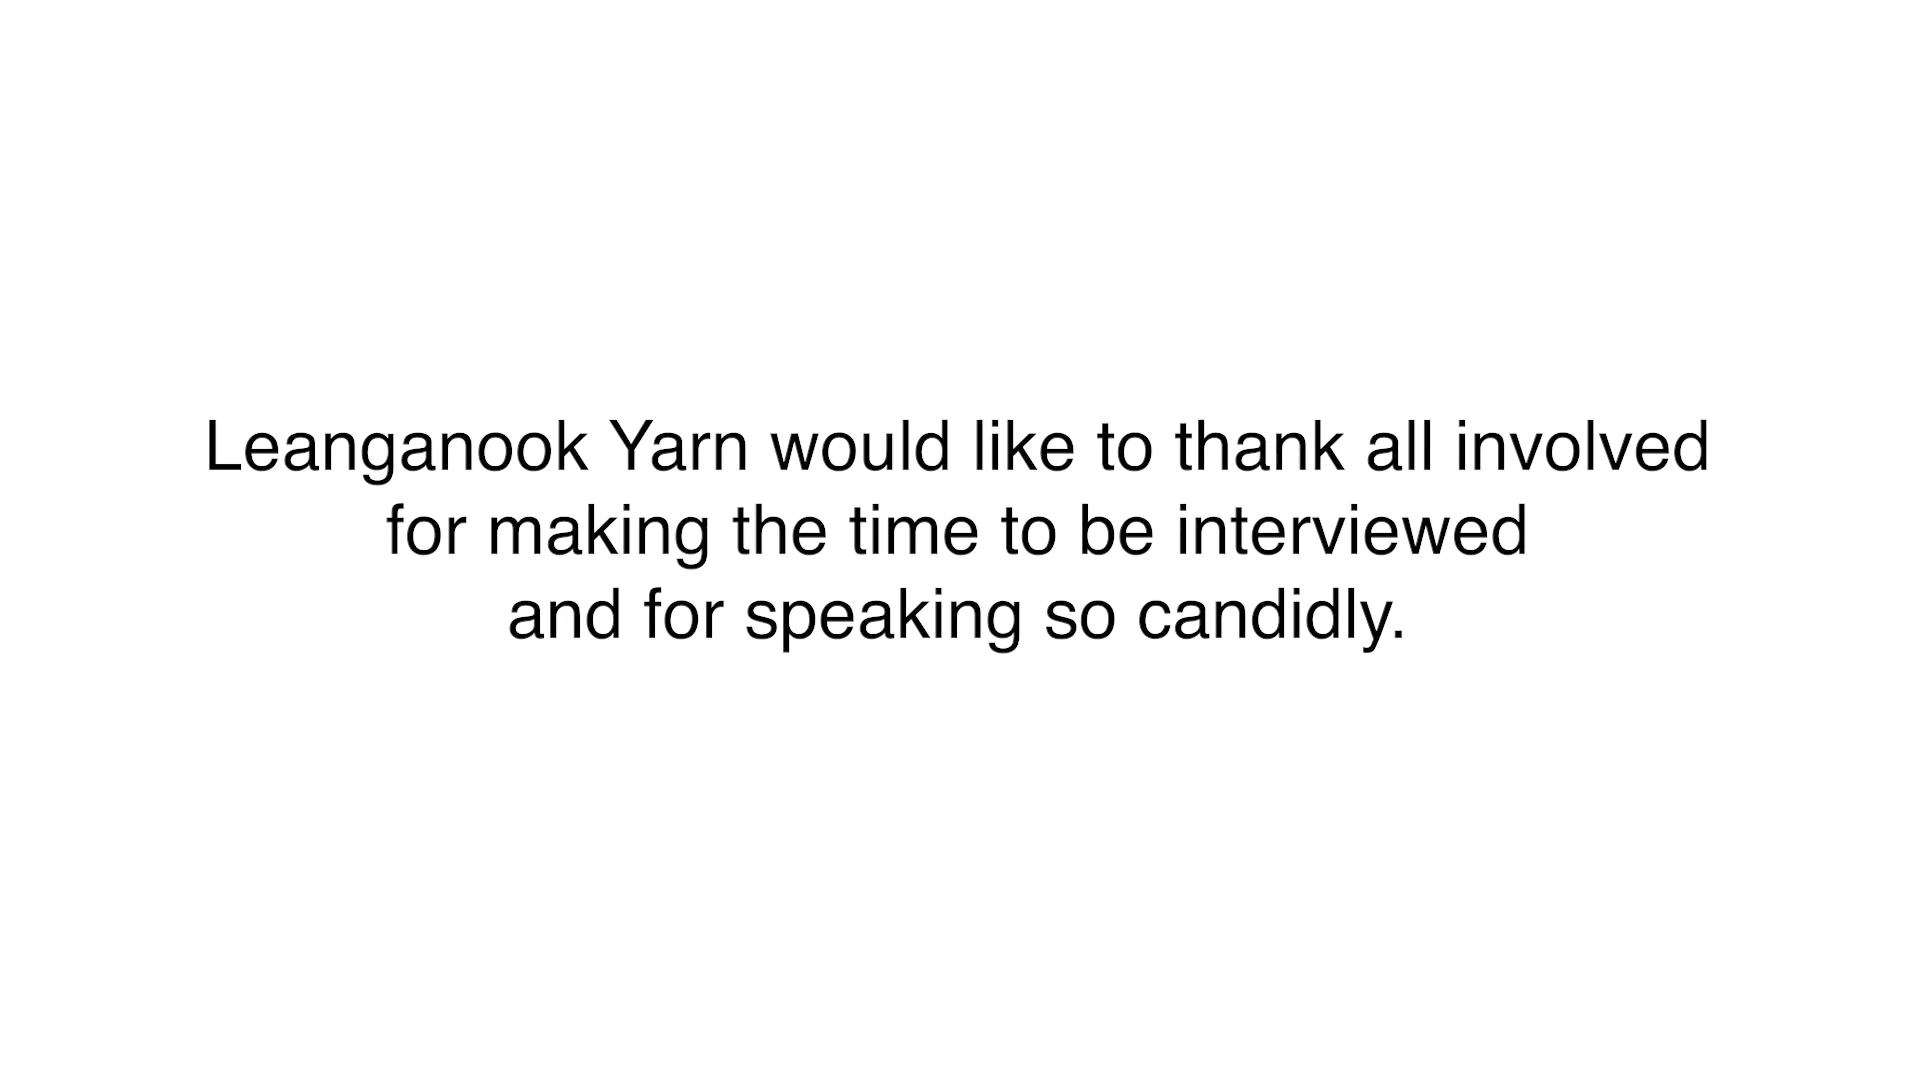 Leanganook Yarn would like to thank all involved
for making the time to be interviewed
and for speaking so candidly.